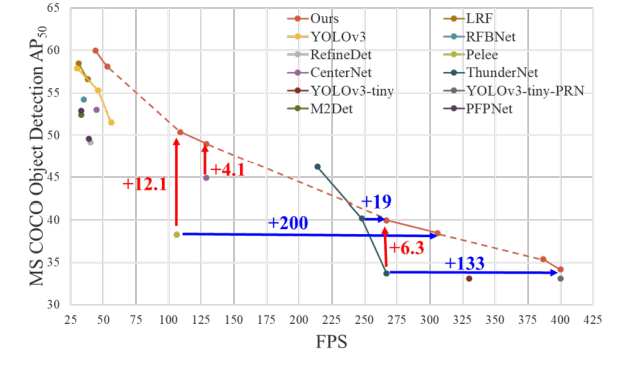 MS COCO Object Detection AP50
65
60
55
50
45
40
35
30
25 50 75 100 125 150 175 200 225 250 275 300 325 350 375 400 425
FPS
Ours LRF
YOLOv3 RFBNet
RefineDet Pelee
CenterNet ThunderNet
YOLOv3-tiny YOLOv3-tiny-PRN
M2Det PFPNet
+12.1
+4.1
+19
+200
+6.3
+133